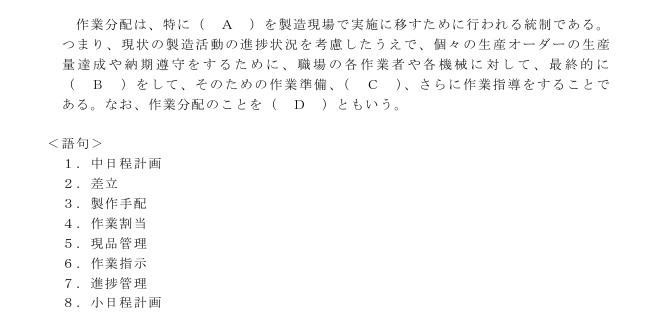 作業分配は、特に（　Ａ　）を製造現場で実施に移すために行われる統制である。
つまり、現状の製造活動の進捗状況を考慮したうえで、個々の生産オーダーの生産
量達成や納期遵守をするために、職場の各作業者や各機械に対して、最終的に
（　Ｂ　）をして、そのための作業準備、（　Ｃ　）、さらに作業指導をすることで
ある。なお、作業分配のことを（　Ｄ　）ともいう。
＜語句＞
１．中日程計画
２．差立
３．製作手配
４．作業割当
５．現品管理
６．作業指示
７．進捗管理
８．小日程計画